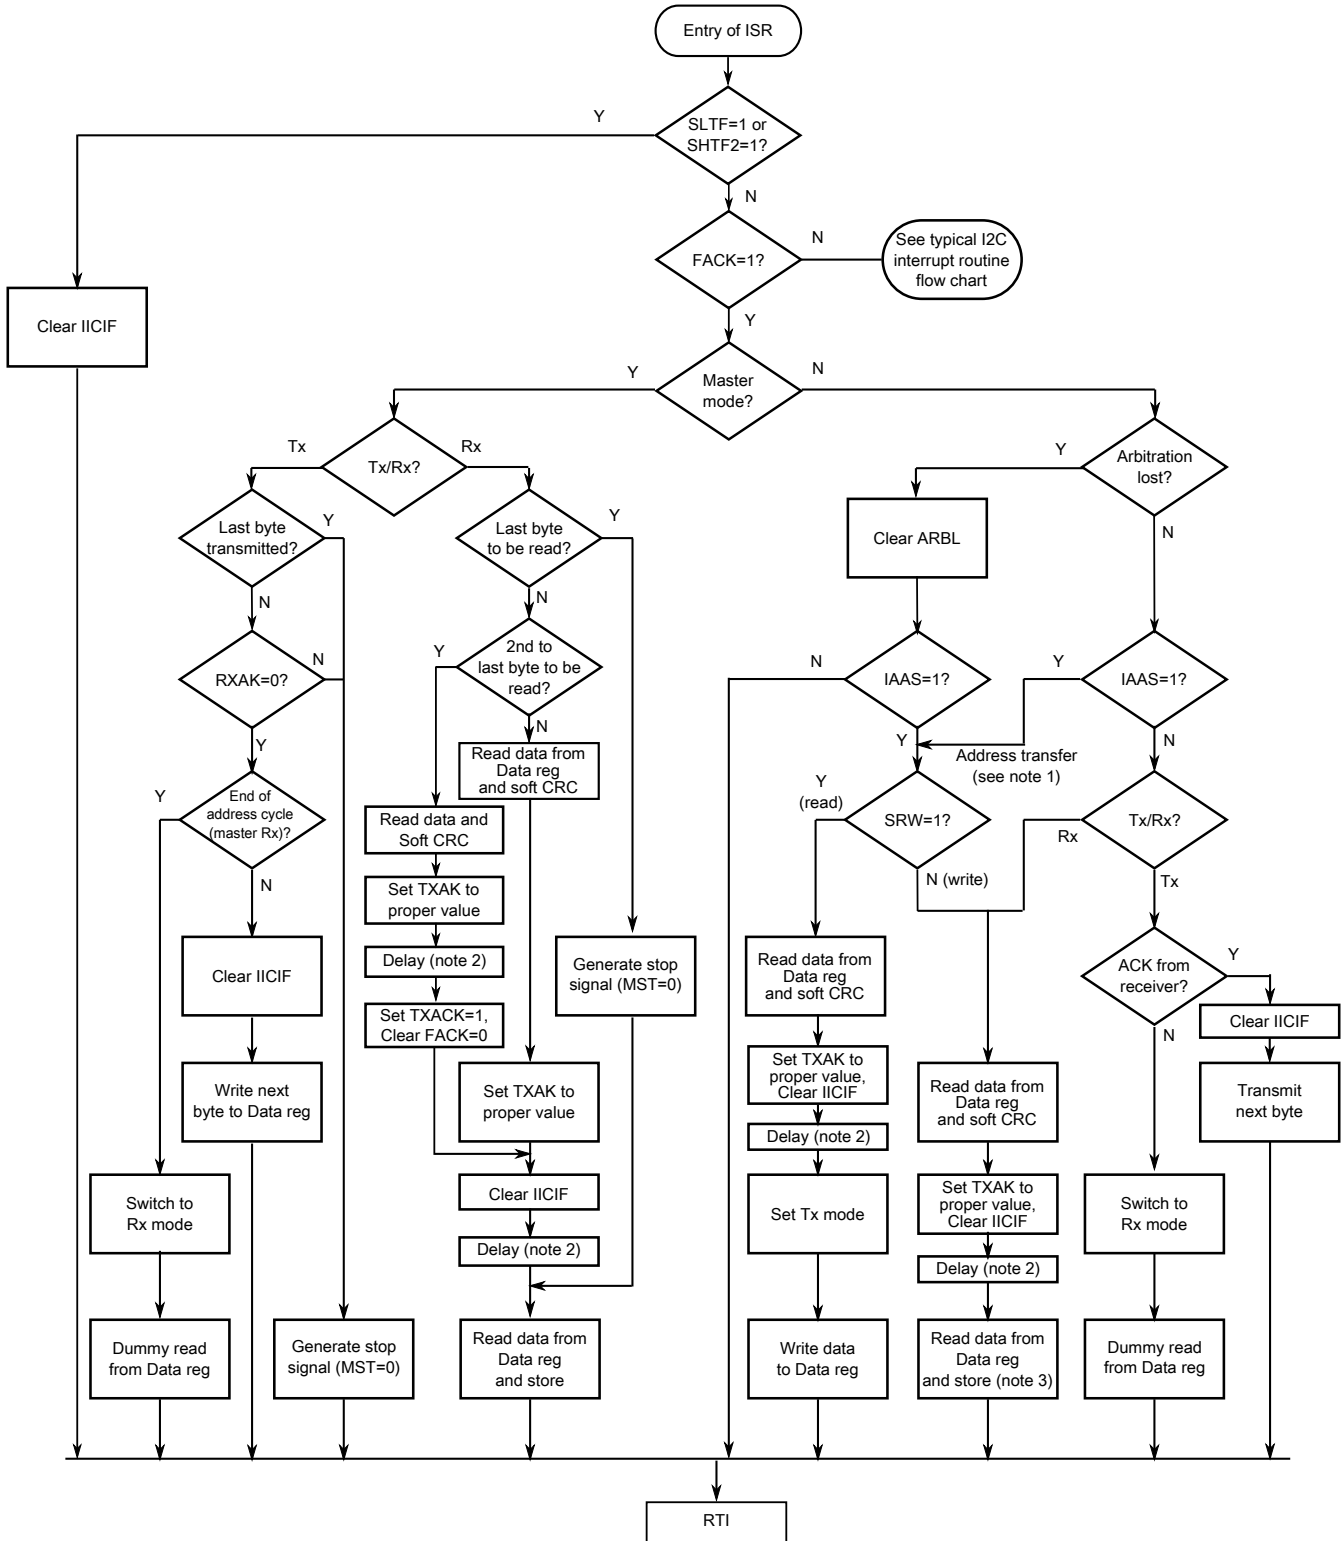 Entry of ISR
Y
SLTF=1 or
SHTF2=1?
N
FACK=1?
N
See typical I2C
interrupt routine
flow chart
Clear IICIF
Y
Y
Master
mode?
N
Tx
Tx/Rx?
Rx
Y
Arbitration
lost?
Last byte
transmitted?
Y
Last byte
to be read?
Y
Clear ARBL
N
N
N
RXAK=0?
N
Y
2nd to
last byte to be
read?
N
IAAS=1?
Y
IAAS=1?
Y
N
Read data from
Data reg
and soft CRC
Y
Address transfer
(see note 1)
N
Y
End of
address cycle
(master Rx)?
Read data and
Soft CRC
Y
(read)
SRW=1?
Rx
Tx/Rx?
N
Set TXAK to
proper value
N (write)
Tx
Clear IICIF
Delay (note 2)
Generate stop
signal (MST=0)
Read data from
Data reg
and soft CRC
ACK from
receiver?
Y
Set TXACK=1,
Clear FACK=0
Clear IICIF
N
Write next
byte to Data reg
Set TXAK to
proper value
Set TXAK to
proper value,
Clear IICIF
Read data from
Data reg
and soft CRC
Transmit
next byte
Delay (note 2)
Switch to
Rx mode
Clear IICIF
Set Tx mode
Set TXAK to
proper value,
Clear IICIF
Switch to
Rx mode
Delay (note 2)
Delay (note 2)
Dummy read
from Data reg
Generate stop
signal (MST=0)
Read data from
Data reg
and store
Write data
to Data reg
Read data from
Data reg
and store (note 3)
Dummy read
from Data reg
RTI